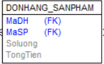 DONHANG_SANPHAM
MaDH (FK)
MaSP (FK)
Soluong
TongTien